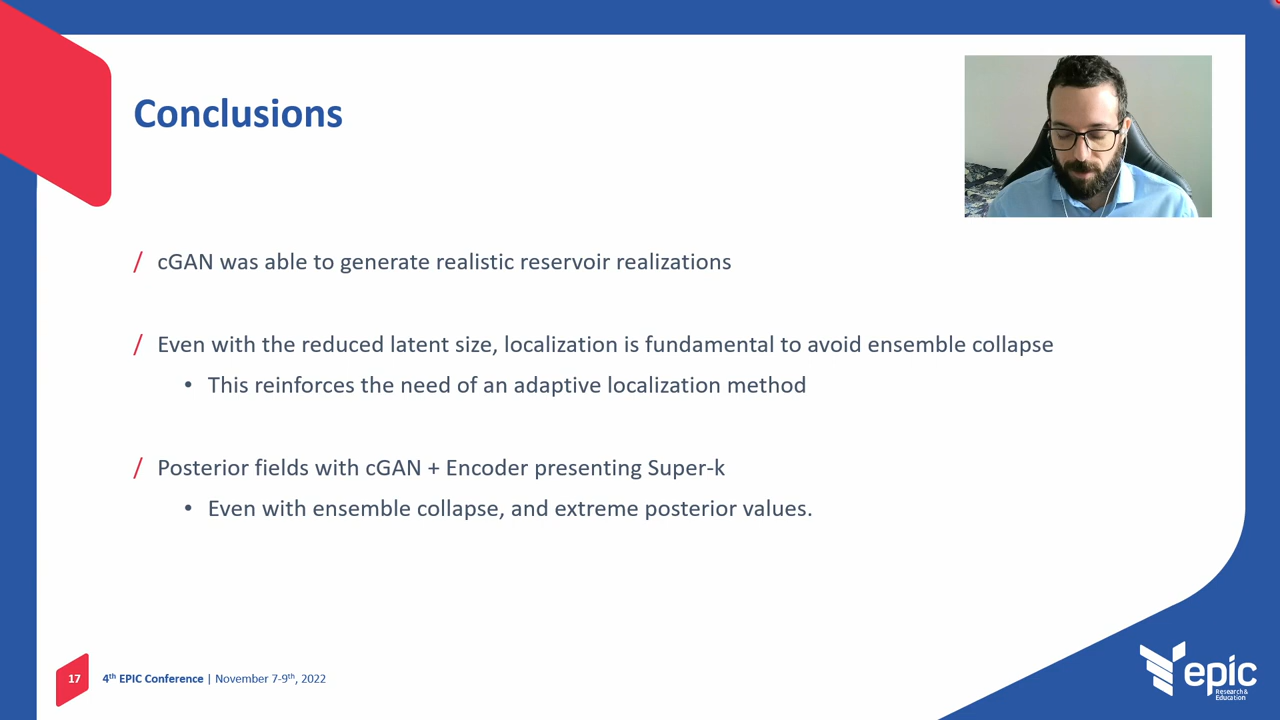 Conclusions
/ cGAN was able to generate realistic reservoir realizations
/ Even with the reduced latent size, localization is fundamental to avoid ensemble collapse
• This reinforces the need of an adaptive localization method
/ Posterior fields with cGAN + Encoder presenting Super-k
• Even with ensemble collapse, and extreme posterior values.
17 4th EPIC Conference | November 7-9th, 2022
epic
Research &
Education